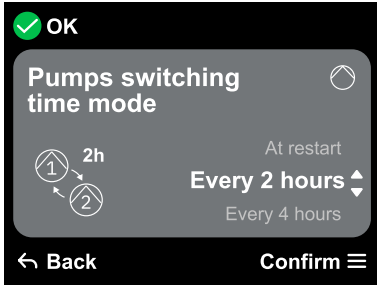 OK
Pumps switching
time mode
1
2h
2
At restart
Every 2 hours
Every 4 hours
Back
Confirm